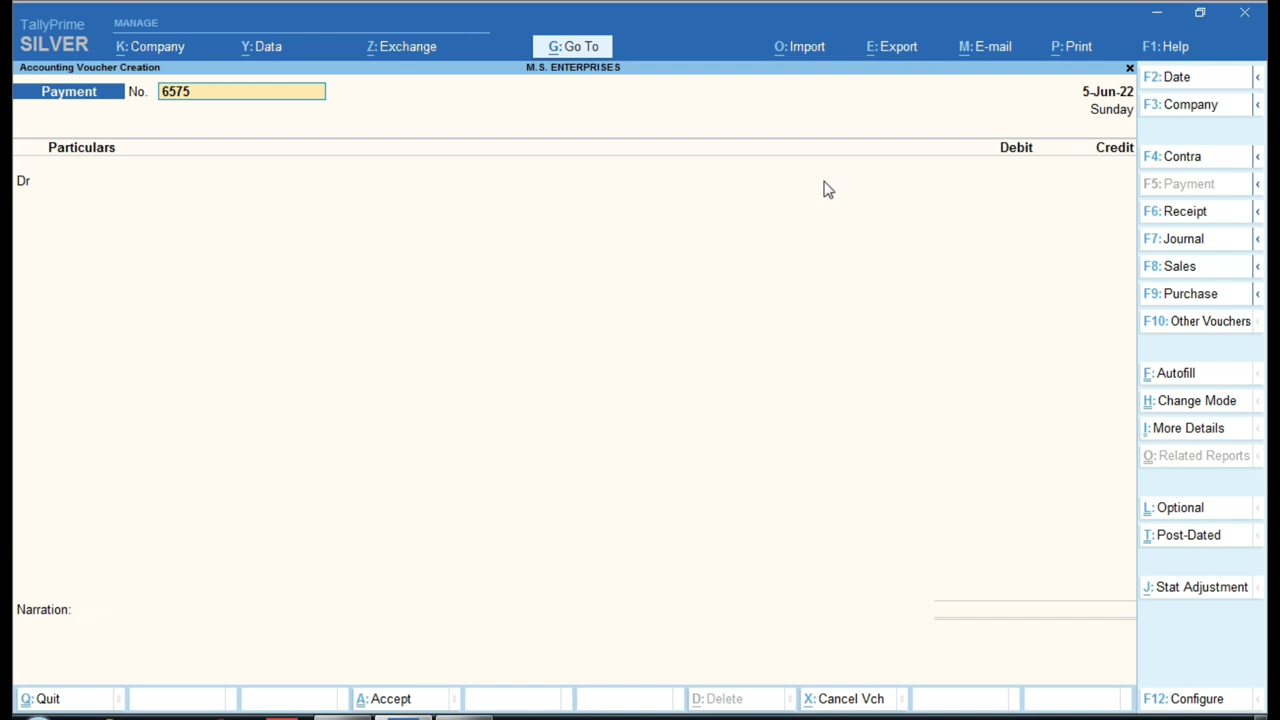 TallyPrime
SILVER
MANAGE
K: Company
Y: Data
Z: Exchange
G: Go To
O: Import
E: Export
M: E-mail
P: Print
F1: Help
Accounting Voucher Creation
M.S. ENTERPRISES
Payment No. 6575
5-Jun-22
Sunday
Particulars Debit Credit
Dr
Narration:
F2: Date
F3: Company
F4: Contra
F5: Payment
F6: Receipt
F7: Journal
F8: Sales
F9: Purchase
F10: Other Vouchers
F: Autofill
H: Change Mode
I: More Details
O: Related Reports
L: Optional
T: Post-Dated
J: Stat Adjustment
Q: Quit
A: Accept
D: Delete
X: Cancel Vch
F12: Configure